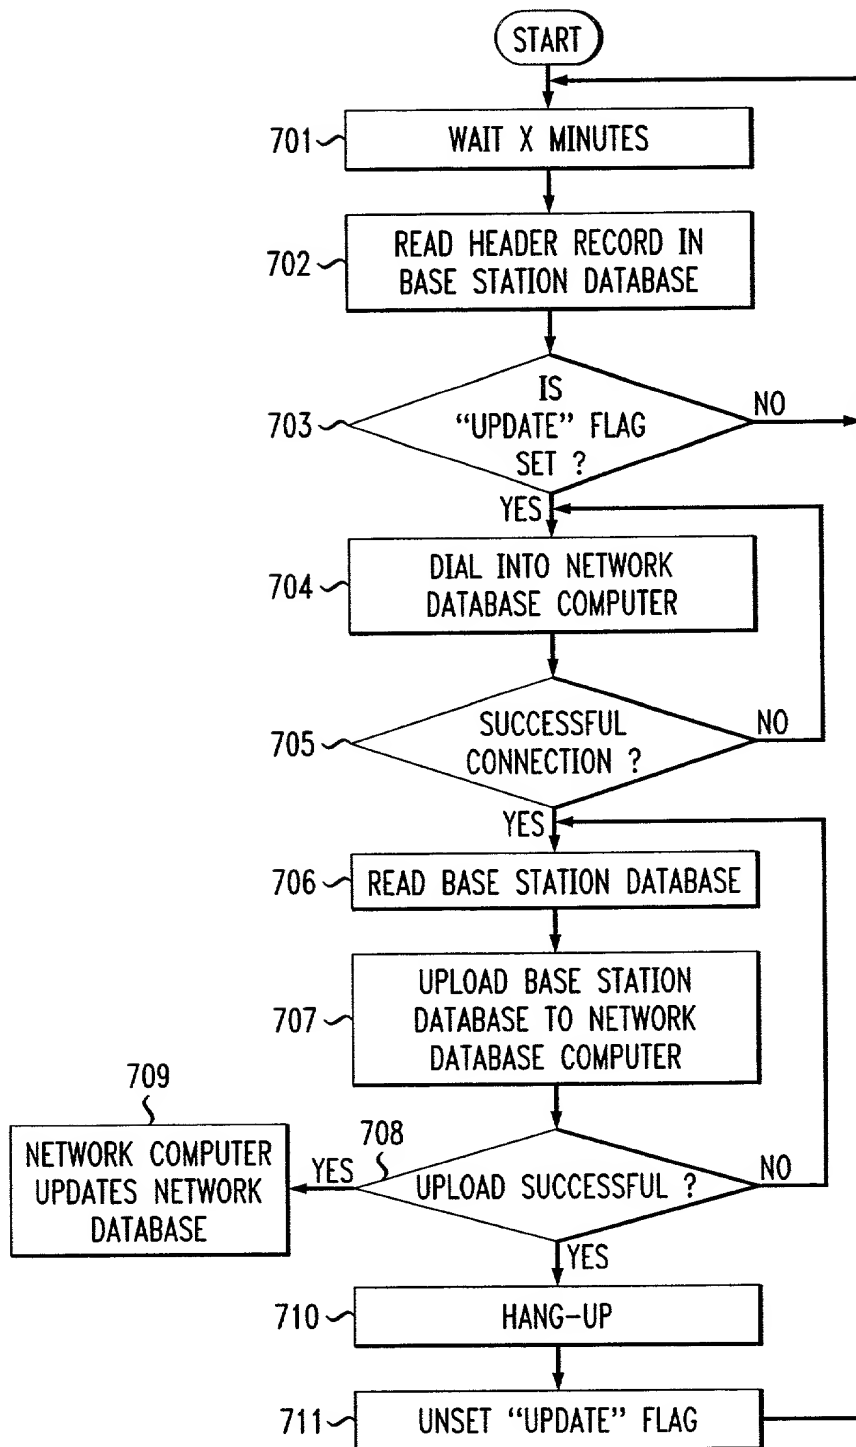 START
701
WAIT X MINUTES
702
READ HEADER RECORD IN
BASE STATION DATABASE
703
IS
"UPDATE" FLAG
SET ?
NO
YES
704
DIAL INTO NETWORK
DATABASE COMPUTER
705
SUCCESSFUL
CONNECTION ?
NO
YES
706
READ BASE STATION DATABASE
707
UPLOAD BASE STATION
DATABASE TO NETWORK
DATABASE COMPUTER
709
NETWORK COMPUTER
UPDATES NETWORK
DATABASE
YES
708
UPLOAD SUCCESSFUL ?
NO
YES
710
HANG-UP
711
UNSET "UPDATE" FLAG